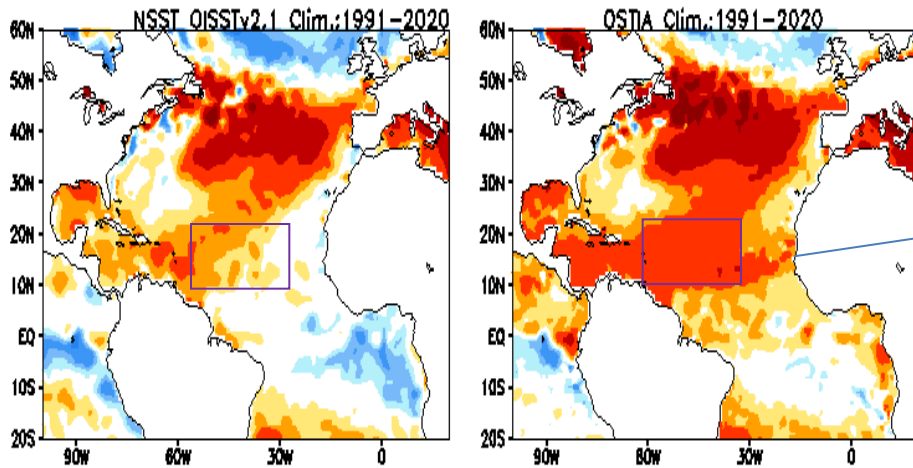 NSST OISSTv2.1 Clim.:1991-2020
60N
50N
40N
30N
20N
10N
EQ
10S
20S
90W
60W
30W
0
OSTIA Clim.:1991-2020
60N
50N
40N
30N
20N
10N
EQ
10S
20S
90W
60W
30W
0